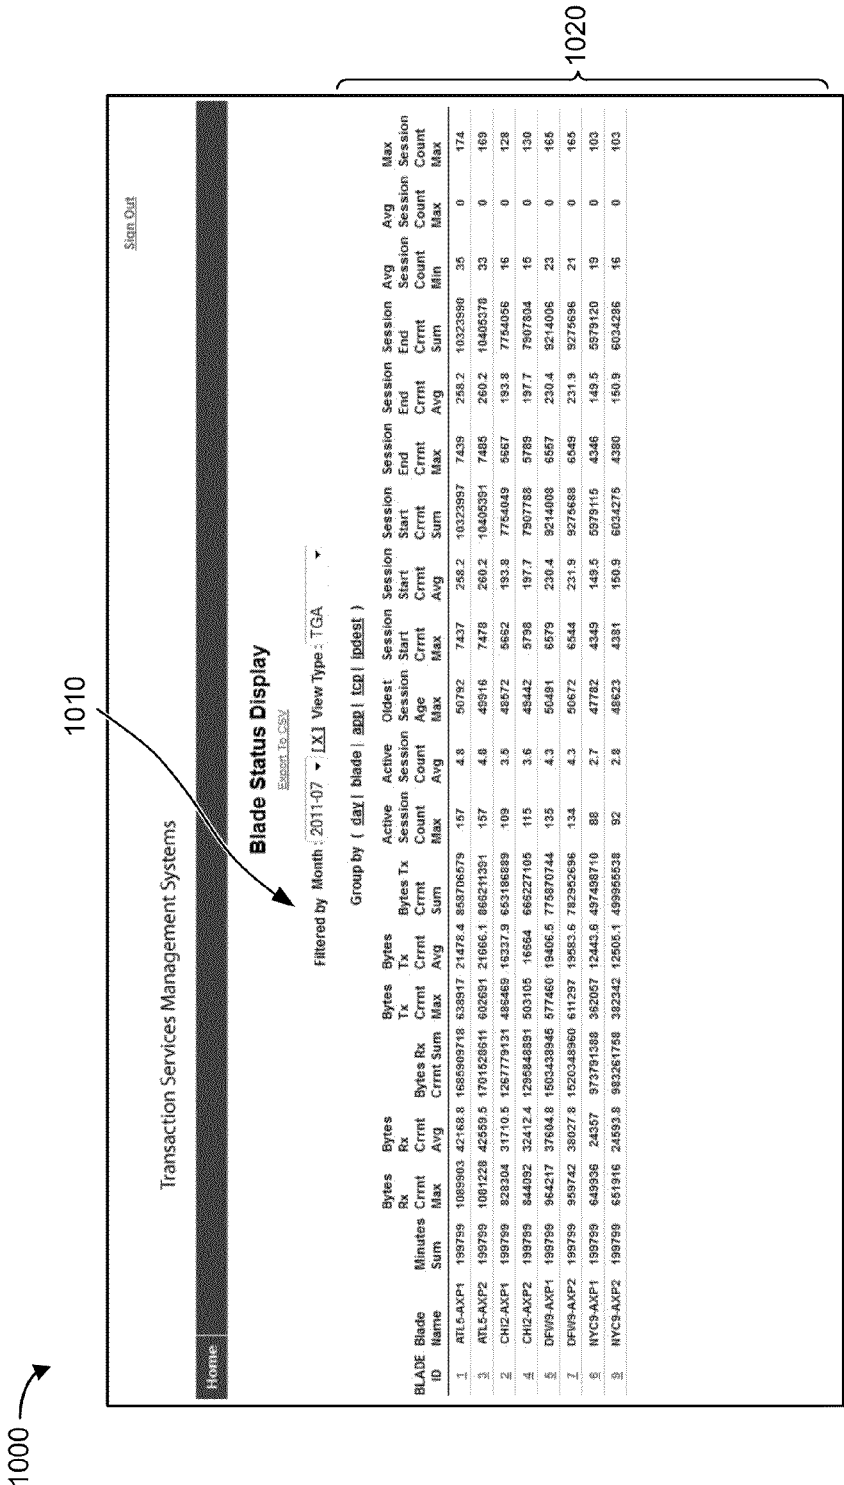 1000
Transaction Services Management Systems
Sign Out
Home
Blade Status Display
Export To CSV
1010
Filtered by Month : 2011-07 ▾ [X] View Type : TGA ▾
Group by ( day | blade | app | tcp | ipdest )
1020
BLADE ID Blade Name Minutes Sum Bytes Rx Crrnt Max Bytes Rx Crrnt Avg Bytes Rx Crrnt Sum Bytes Tx Crrnt Max Bytes Tx Crrnt Avg Bytes Tx Crrnt Sum Active Session Count Max Active Session Count Avg Oldest Session Age Max Session Start Crrnt Max Session Start Crrnt Avg Session Start Crrnt Sum Session End Crrnt Max Session End Crrnt Avg Session End Crrnt Sum Avg Session Count Min Avg Session Count Max Max Session Count Max
1 ATL5-AXP1 199799 1089903 42168.8 1685909718 638917 21478.4 858706579 157 4.8 50792 7437 258.2 10323997 7439 258.2 10323990 35 0 174
3 ATL5-AXP2 199799 1081228 42559.5 1701528611 602691 21666.1 866211391 157 4.8 49916 7478 260.2 10405391 7485 260.2 10405378 33 0 169
2 CHI2-AXP1 199799 828304 31710.5 1267779131 486469 16337.9 653186889 109 3.5 48572 5662 193.8 7754049 5667 193.8 7754056 16 0 128
4 CHI2-AXP2 199799 844092 32412.4 1295848891 503105 16664 666227105 115 3.6 49442 5798 197.7 7907788 5789 197.7 7907804 15 0 130
5 DFW9-AXP1 199799 964217 37604.8 1503438945 577460 19406.5 775870744 135 4.3 50491 6579 230.4 9214008 6557 230.4 9214006 23 0 165
7 DFW9-AXP2 199799 959742 38027.8 1520348960 611297 19583.6 782952696 134 4.3 50672 6544 231.9 9275688 6549 231.9 9275696 21 0 165
6 NYC9-AXP1 199799 649936 24357 973791388 362057 12443.6 497498710 88 2.7 47782 4349 149.5 5979115 4346 149.5 5979120 19 0 103
9 NYC9-AXP2 199799 651916 24593.8 983261758 382342 12505.1 499955538 92 2.8 48623 4381 150.9 6034275 4380 150.9 6034286 16 0 103